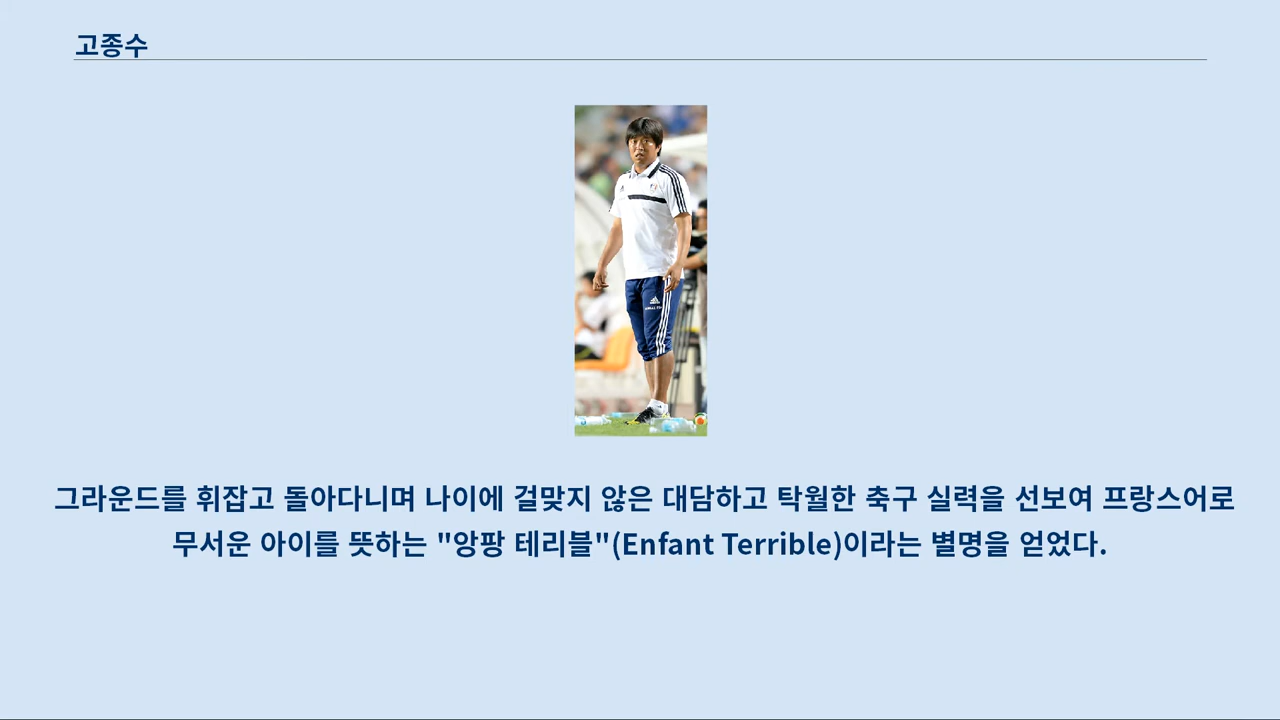 고종수
그라운드를 휘잡고 돌아다니며 나이에 걸맞지 않은 대담하고 탁월한 축구 실력을 선보여 프랑스어로
무서운 아이를 뜻하는 "앙팡 테리블"(Enfant Terrible)이라는 별명을 얻었다.